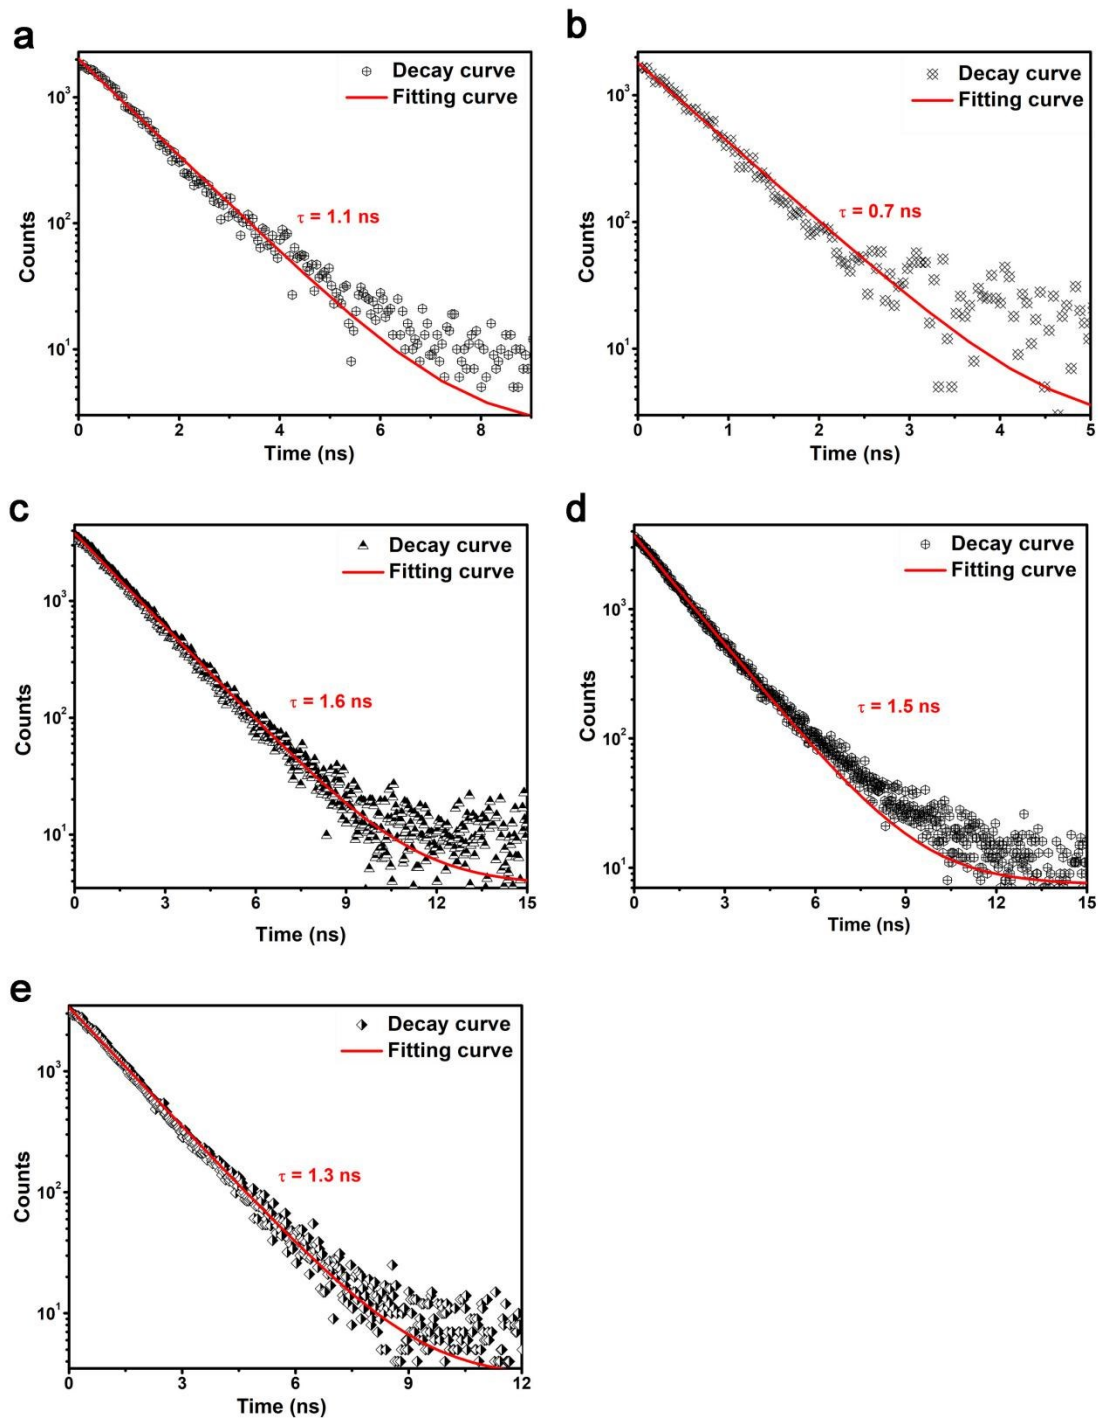 a
Decay curve
Fitting curve
τ = 1.1 ns
10³
10²
10¹
Counts
0 2 4 6 8
Time (ns)
b
Decay curve
Fitting curve
τ = 0.7 ns
10³
10²
10¹
Counts
0 1 2 3 4 5
Time (ns)
c
Decay curve
Fitting curve
τ = 1.6 ns
10³
10²
10¹
Counts
0 3 6 9 12 15
Time (ns)
d
Decay curve
Fitting curve
τ = 1.5 ns
10³
10²
10¹
Counts
0 3 6 9 12 15
Time (ns)
e
Decay curve
Fitting curve
τ = 1.3 ns
10³
10²
10¹
Counts
0 3 6 9 12
Time (ns)